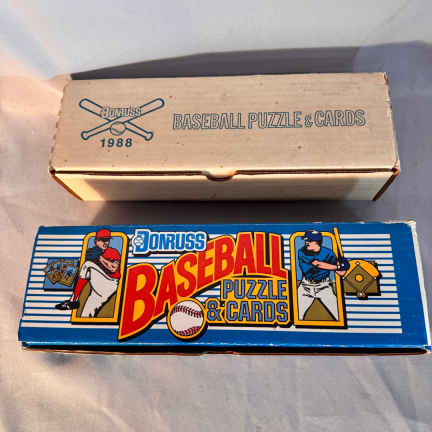 DONRUSS
1988
BASEBALL PUZZLE & CARDS
DONRUSS
BASEBALL
PUZZLE
& CARDS